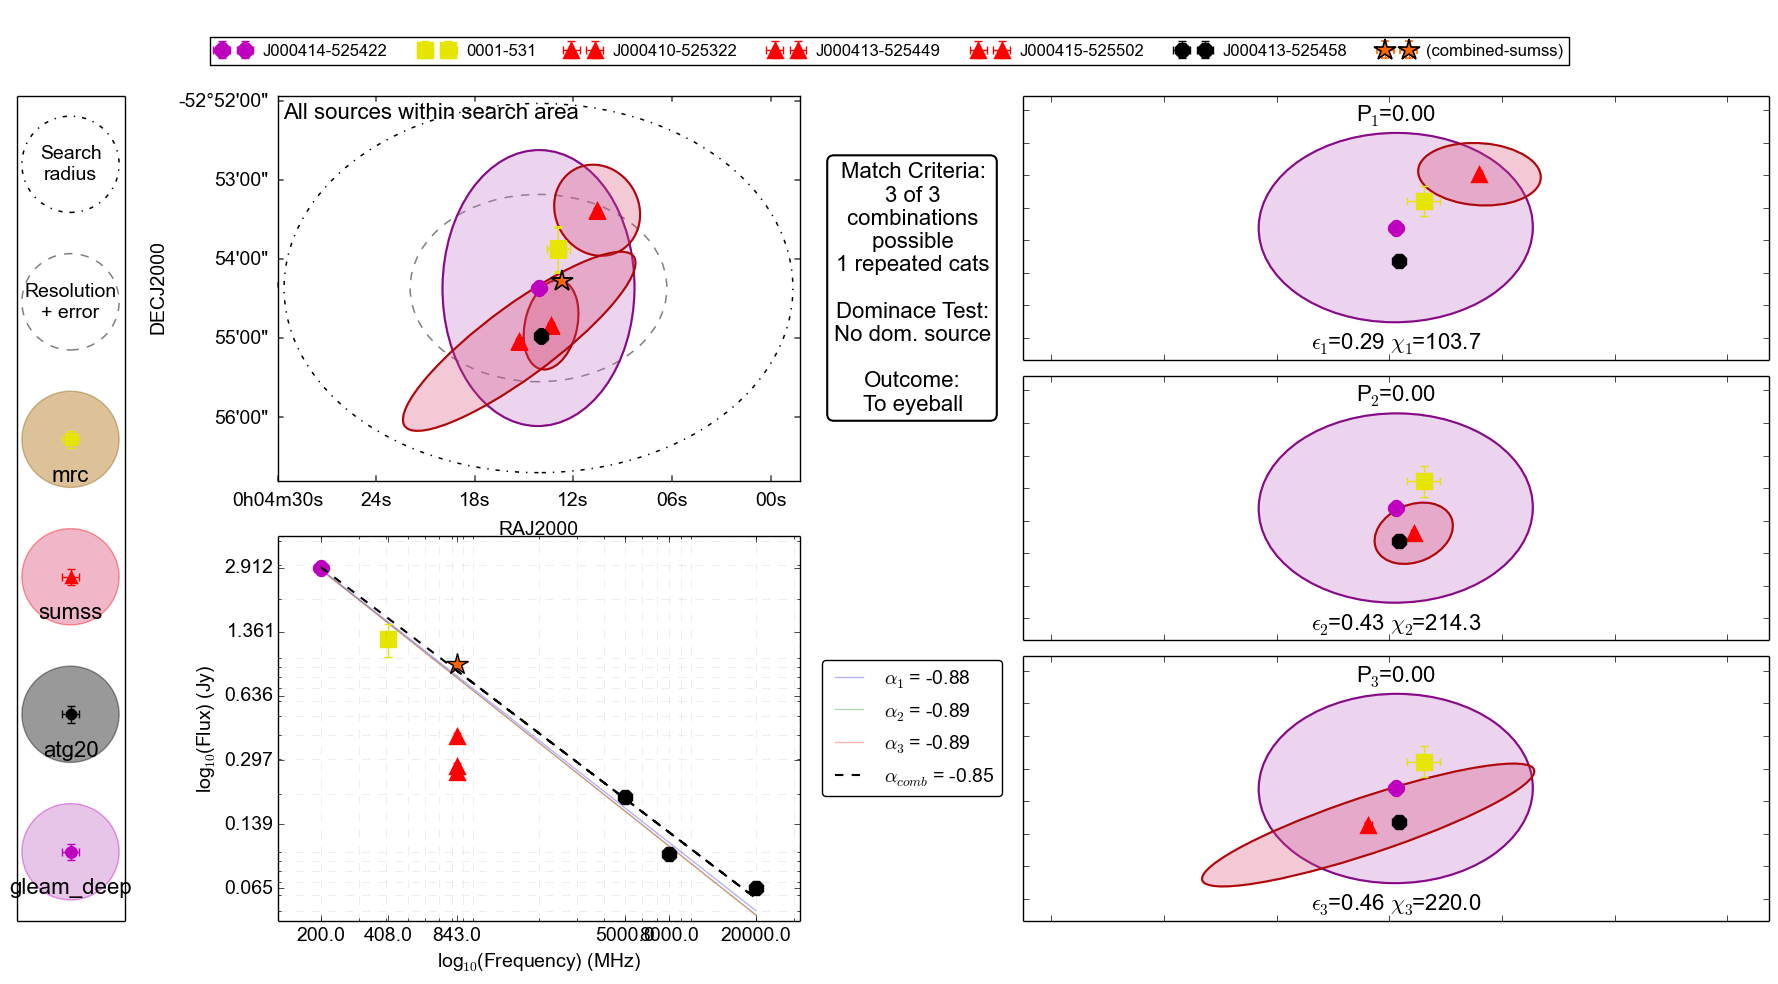 J000414-525422 0001-531 J000410-525322 J000413-525449 J000415-525502 J000413-525458 (combined-sumss)
Search
radius
Resolution
+ error
mrc
sumss
atg20
gleam_deep
All sources within search area
DECJ2000
-52°52'00"
53'00"
54'00"
55'00"
56'00"
0h04m30s 24s 18s 12s 06s 00s
RAJ2000
Match Criteria:
3 of 3
combinations
possible
1 repeated cats
Dominace Test:
No dom. source
Outcome:
To eyeball
log₁₀(Flux) (Jy)
2.912
1.361
0.636
0.297
0.139
0.065
200.0 408.0 843.0 5000.0 8000.0 20000.0
log₁₀(Frequency) (MHz)
α₁ = -0.88
α₂ = -0.89
α₃ = -0.89
α_comb = -0.85
P₁=0.00
ϵ₁=0.29 χ₁=103.7
P₂=0.00
ϵ₂=0.43 χ₂=214.3
P₃=0.00
ϵ₃=0.46 χ₃=220.0